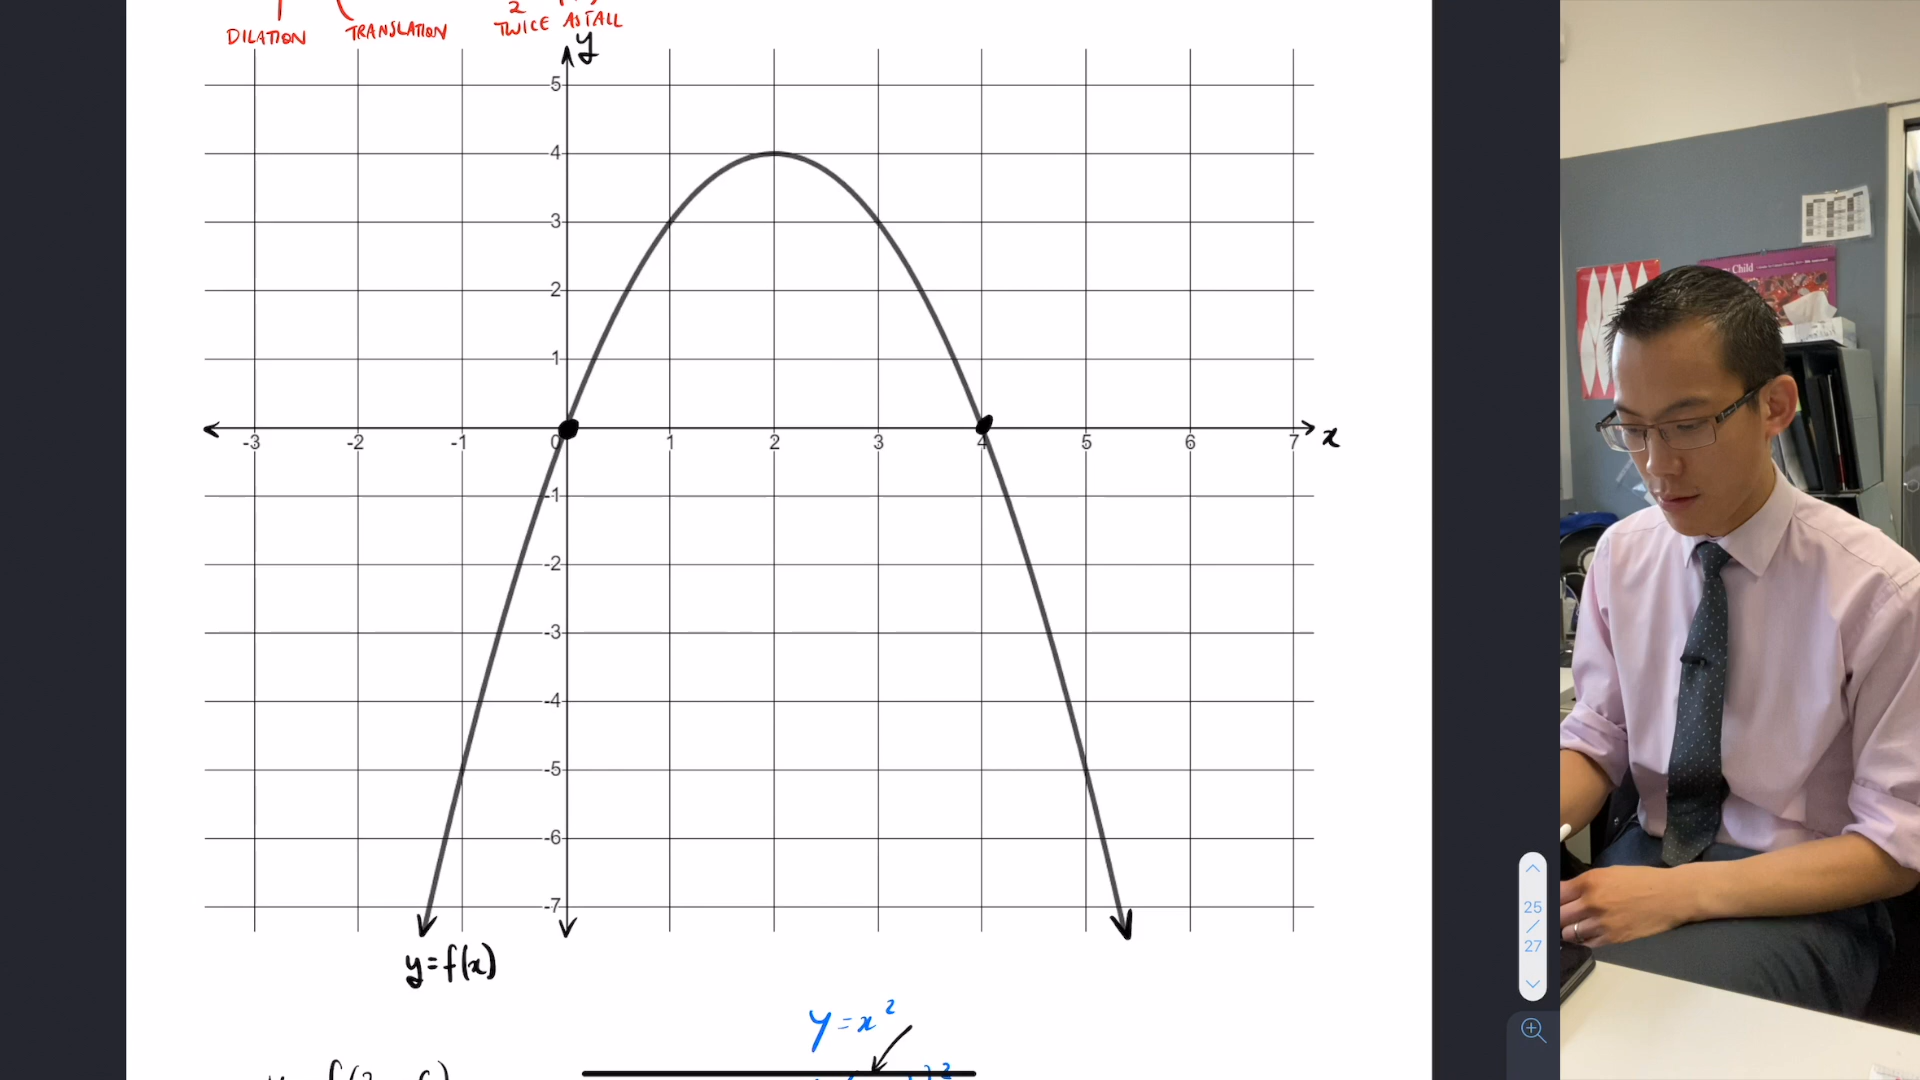 2
DILATION TRANSLATION TWICE AS TALL
y
5
4
3
2
1
-3 -2 -1 0 1 2 3 4 5 6 7 x
-1
-2
-3
-4
-5
-6
-7
y=f(x)
y=x²
Child
25
/
27